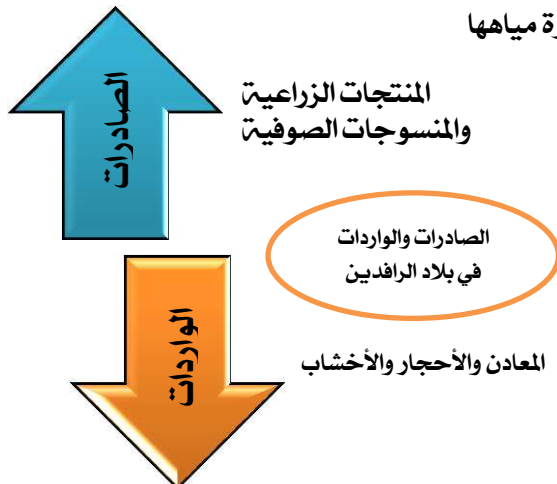 مياهها
الصادرات
المنتجات الزراعية
والمنسوجات الصوفية
الصادرات والواردات
في بلاد الرافدين
الواردات
المعادن والأحجار والأخشاب